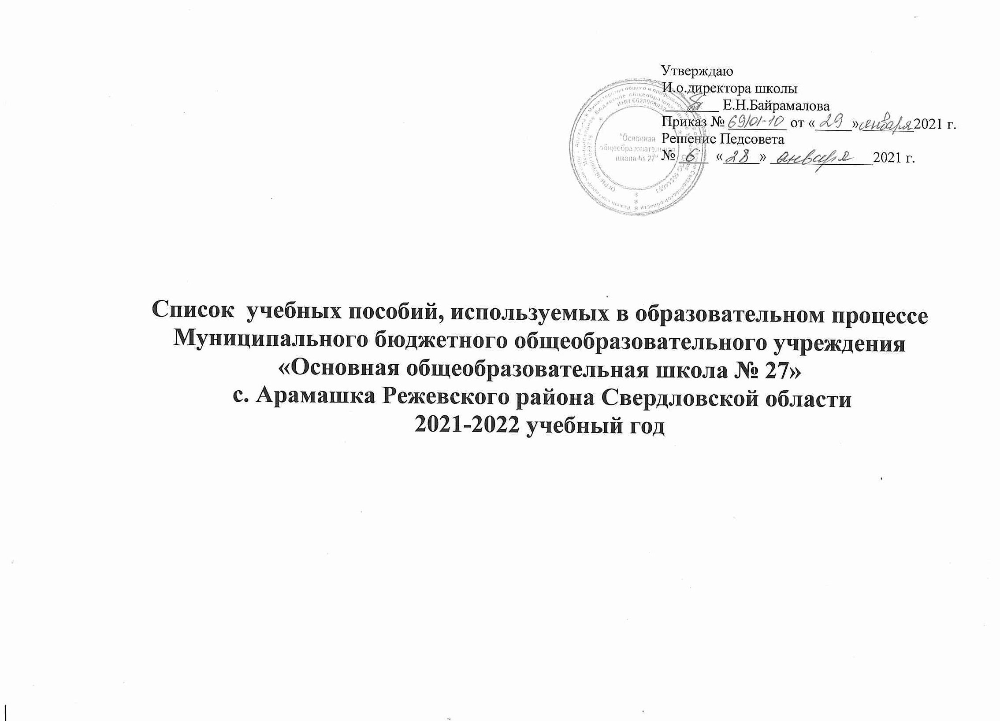 Утверждаю
И.о.директора школы
Е.Н.Байрамалова
Приказ № 69/01-10 от «29» января 2021 г.
Решение Педсовета
№ 6 «28» января 2021 г.
"Основная
общеобразовательная
школа № 27"
Список учебных пособий, используемых в образовательном процессе
Муниципального бюджетного общеобразовательного учреждения
«Основная общеобразовательная школа № 27»
с. Арамашка Режевского района Свердловской области
2021-2022 учебный год